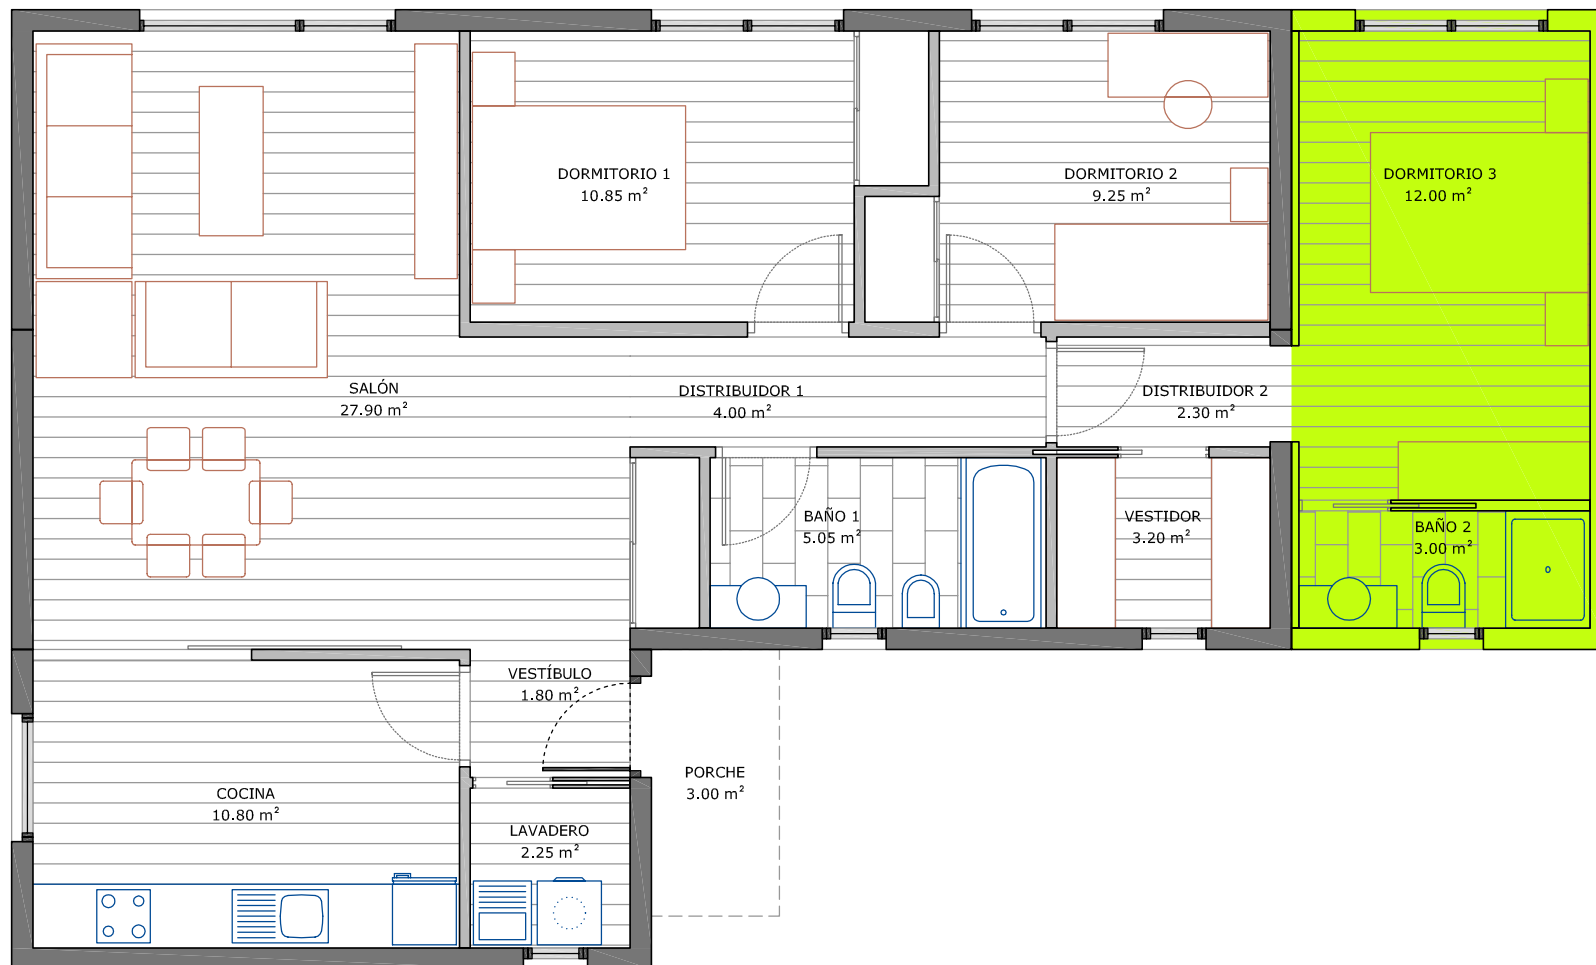 DORMITORIO 1
10.85 m²
DORMITORIO 2
9.25 m²
DORMITORIO 3
12.00 m²
SALÓN
27.90 m²
DISTRIBUIDOR 1
4.00 m²
DISTRIBUIDOR 2
2.30 m²
BAÑO 1
5.05 m²
VESTIDOR
3.20 m²
BAÑO 2
3.00 m²
VESTÍBULO
1.80 m²
PORCHE
3.00 m²
COCINA
10.80 m²
LAVADERO
2.25 m²